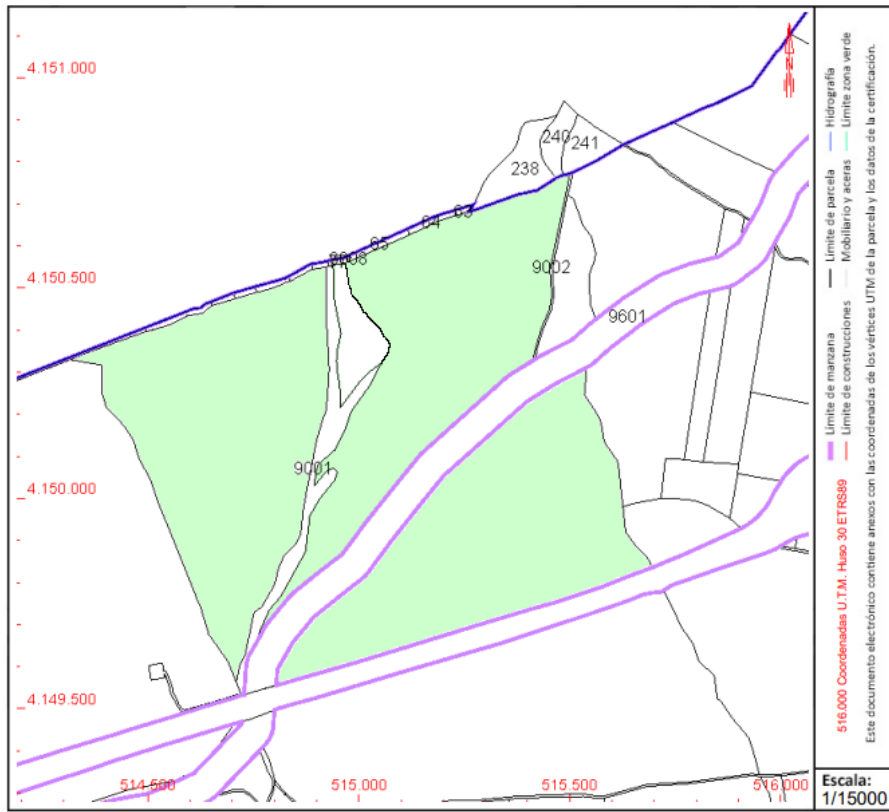 4.151.000
240
241
238
63
64
65
4.150.500
9002
9601
9001
4.150.000
4.149.500
514.500
515.000
515.500
516.000
Límite de manzana
Límite de parcela
Hidrografía
516.000 Coordenadas U.T.M. Huso 30 ETRS89
Límite de construcciones
Mobiliario y aceras
Límite zona verde
Este documento electrónico contiene anexos con las coordenadas de los vértices UTM de la parcela y los datos de la certificación.
Escala:
1/15000